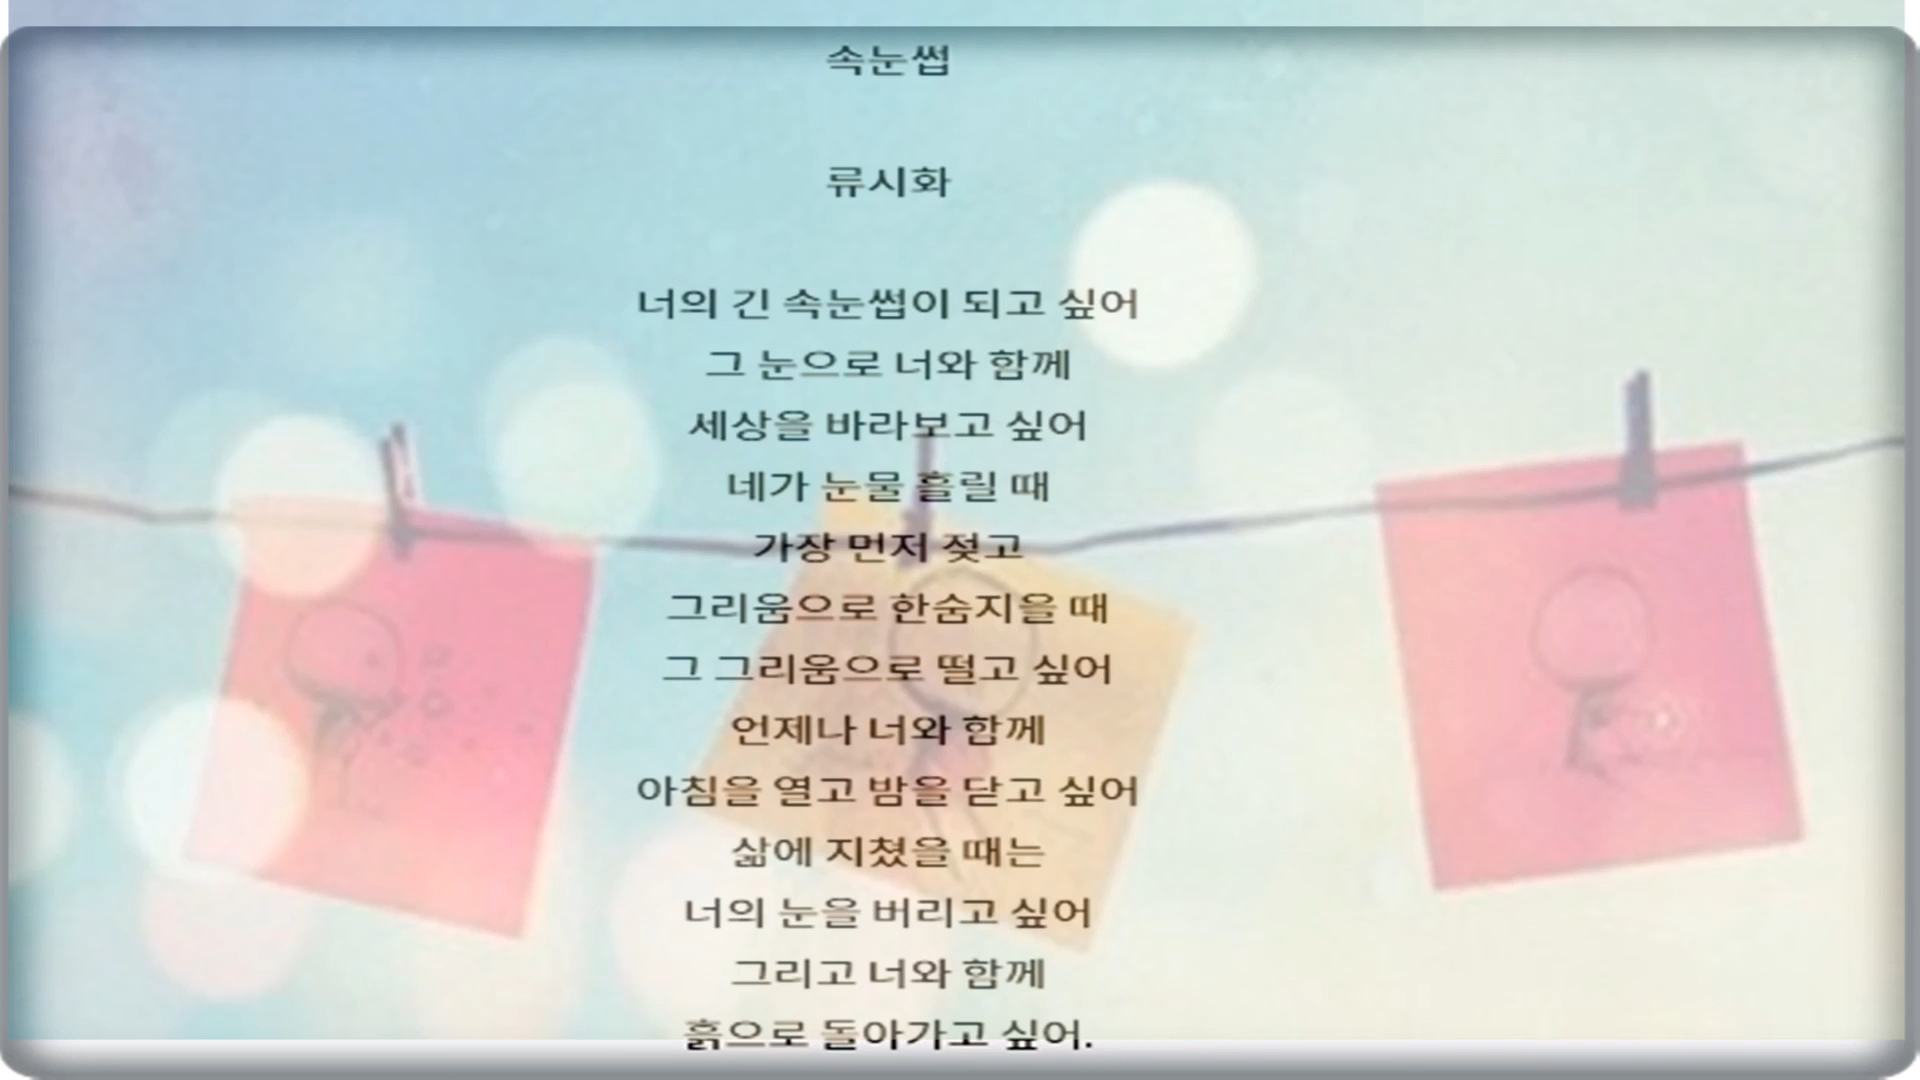 속눈썹
류시화
너의 긴 속눈썹이 되고 싶어
그 눈으로 너와 함께
세상을 바라보고 싶어
네가 눈물 흘릴 때
가장 먼저 젖고
그리움으로 한숨지을 때
그 그리움으로 떨고 싶어
언제나 너와 함께
아침을 열고 밤을 닫고 싶어
삶에 지쳤을 때는
너의 눈을 버리고 싶어
그리고 너와 함께
흙으로 돌아가고 싶어.